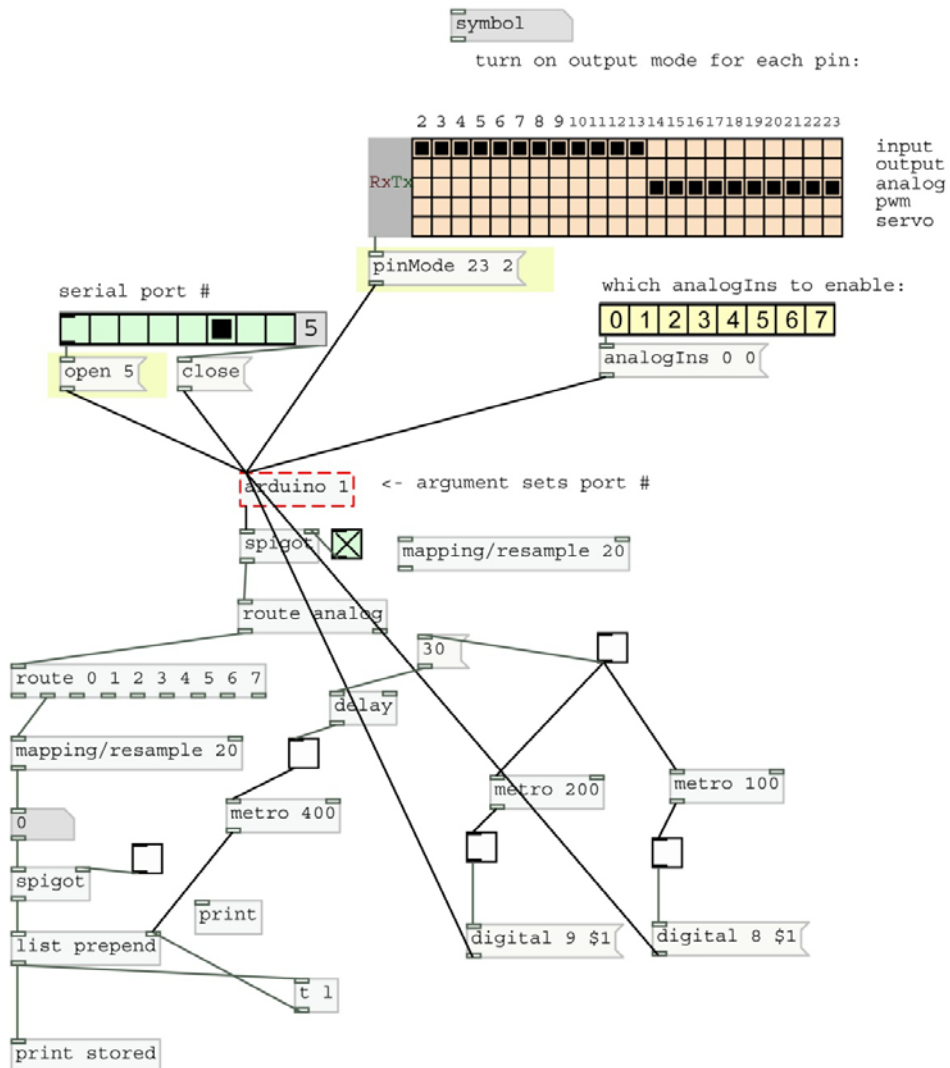 symbol
turn on output mode for each pin:
2 3 4 5 6 7 8 9 10 11 12 13 14 15 16 17 18 19 20 21 22 23
input
output
RxTx
analog
pwm
servo
pinMode 23 2
serial port #
which analogIns to enable:
5
0 1 2 3 4 5 6 7
open 5
close
analogIns 0 0
arduino 1
<- argument sets port #
spigot
mapping/resample 20
route analog
30
route 0 1 2 3 4 5 6 7
delay
mapping/resample 20
metro 200
metro 100
metro 400
0
spigot
print
list prepend
digital 9 $1
digital 8 $1
t l
print stored